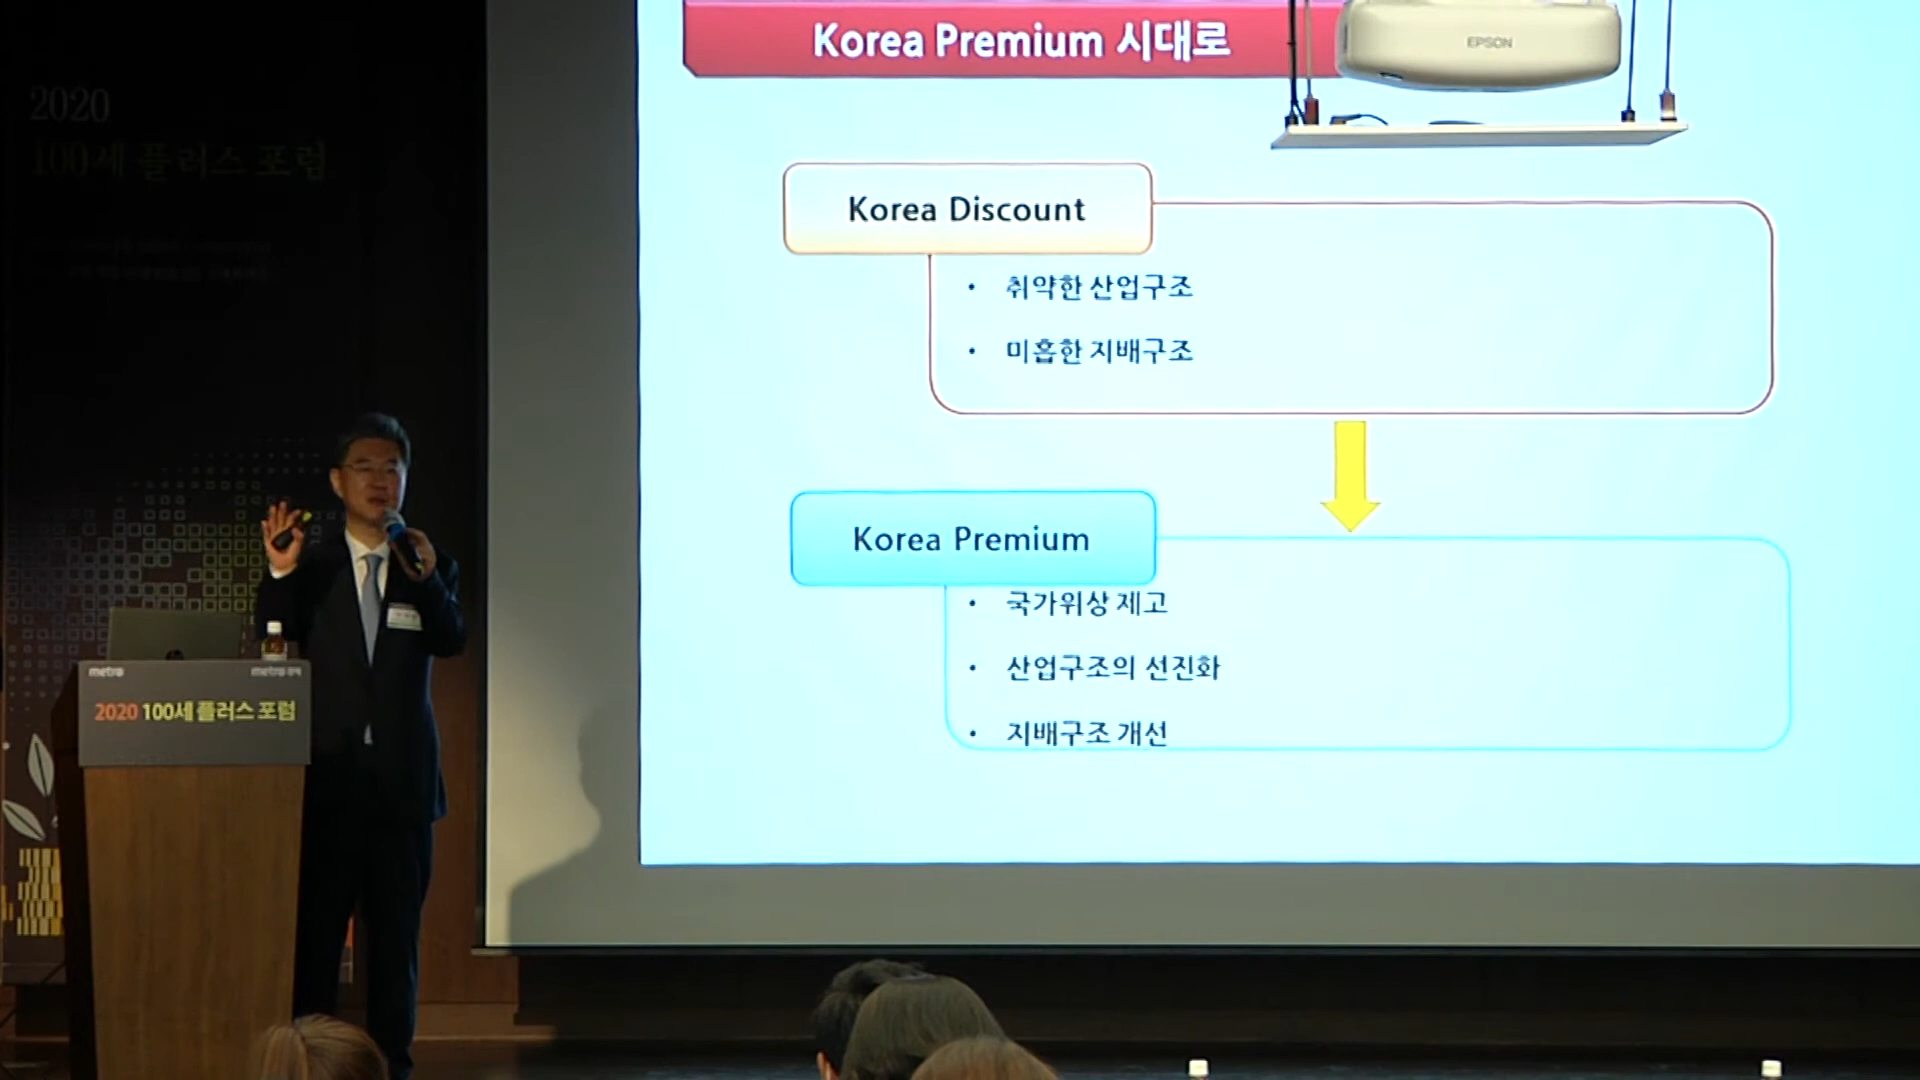 Korea Premium 시대로
EPSON
2020
100세 플러스 포럼
Korea Discount
• 취약한 산업구조
• 미흡한 지배구조
Korea Premium
• 국가위상 제고
• 산업구조의 선진화
• 지배구조 개선
metro
metro 경제
2020 100세 플러스 포럼